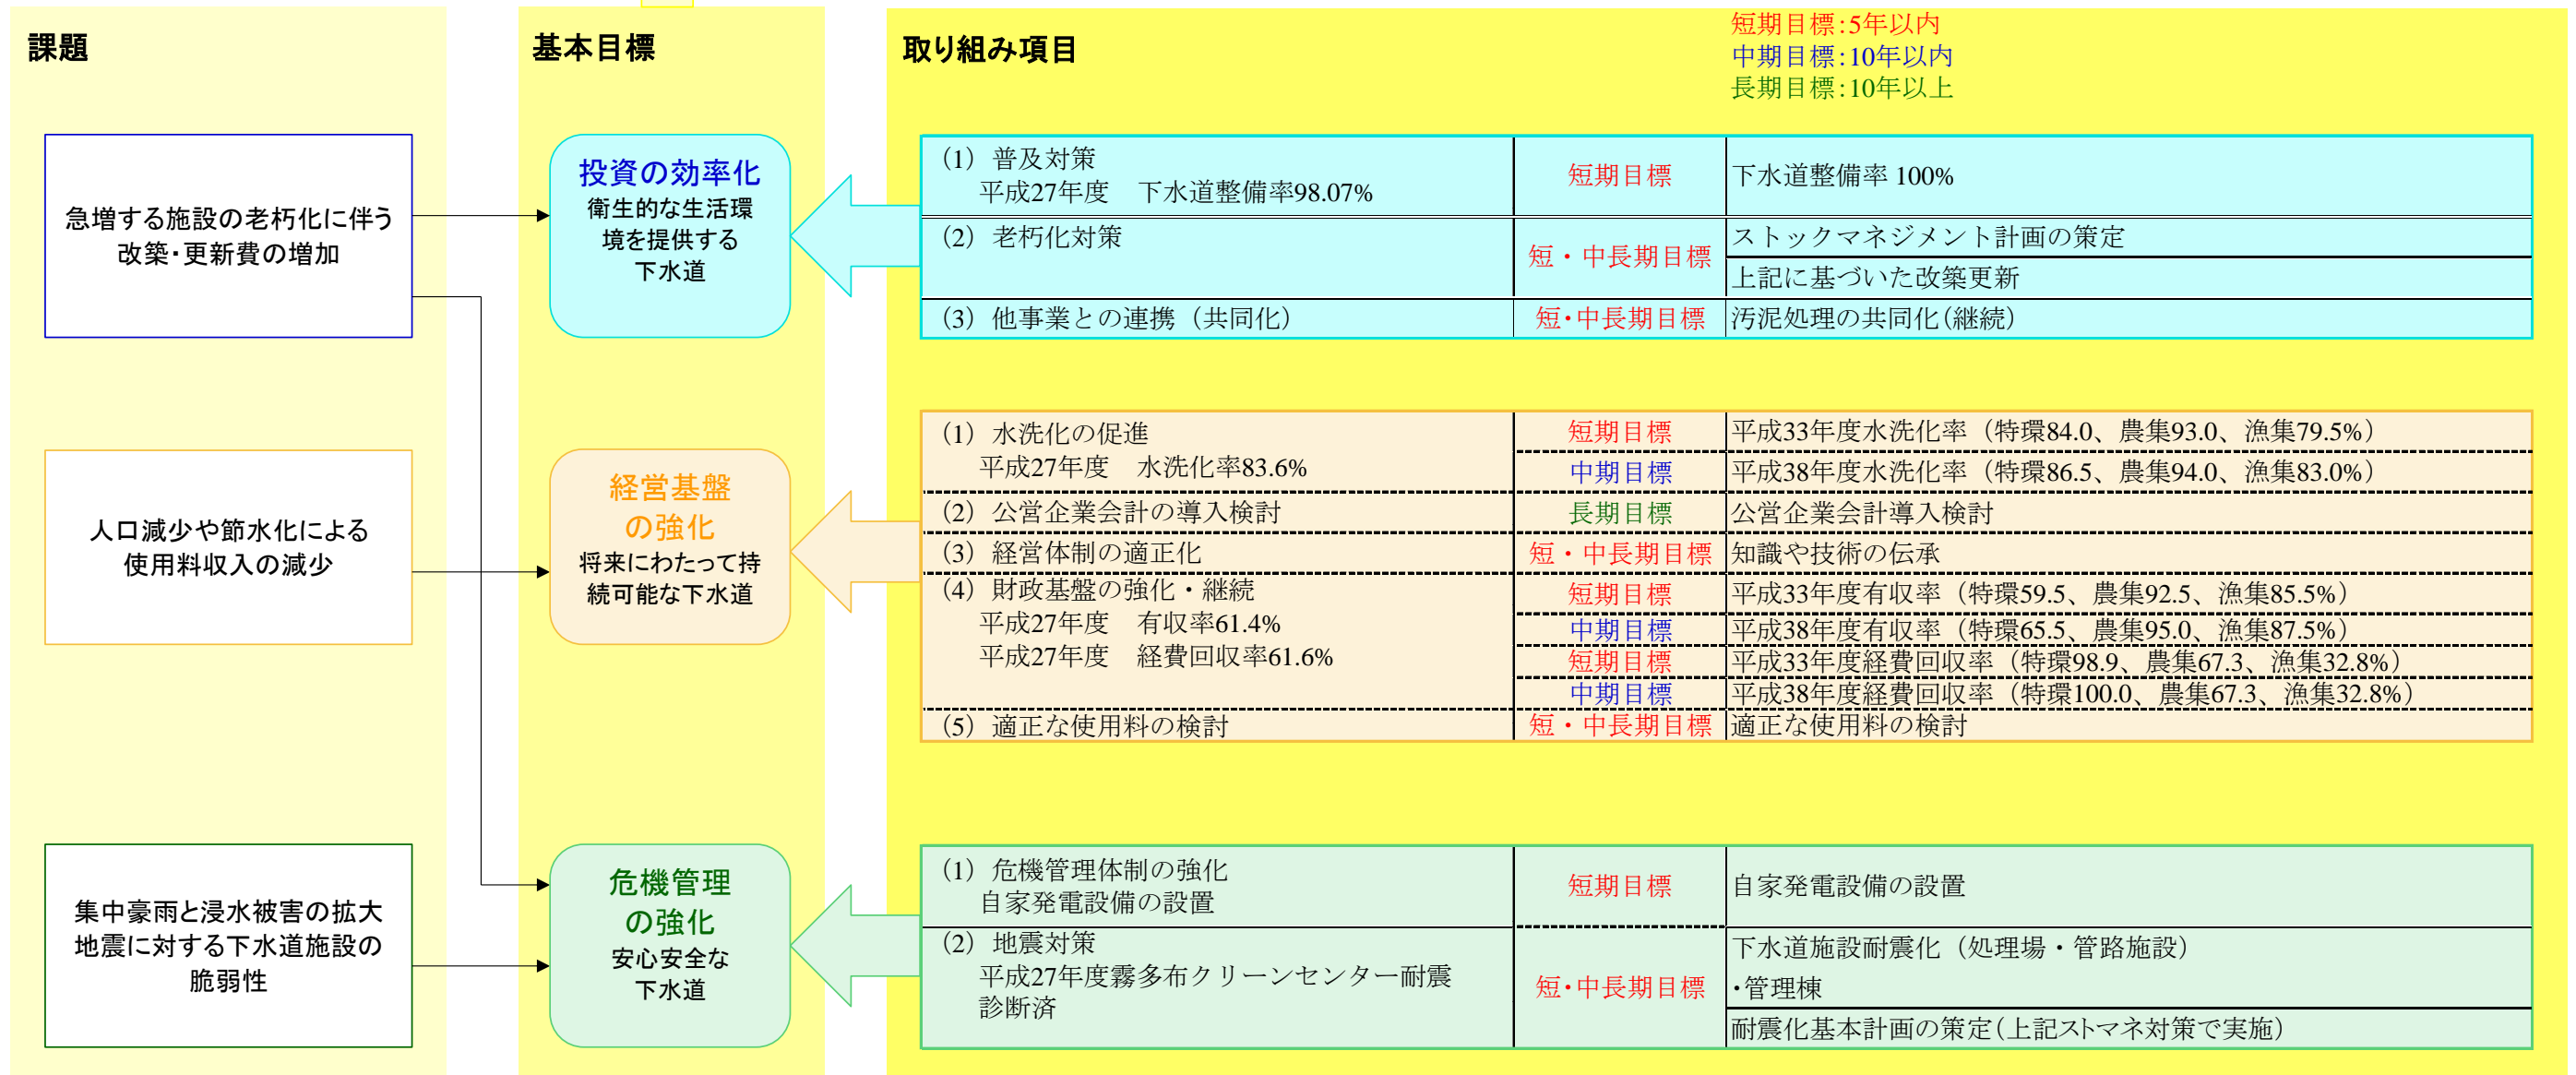 課題
基本目標
取り組み項目
短期目標：5年以内
中期目標：10年以内
長期目標：10年以上
急増する施設の老朽化に伴う
改築・更新費の増加
投資の効率化
衛生的な生活環
境を提供する
下水道
（1）普及対策
平成27年度　下水道整備率98.07%
短期目標
下水道整備率 100%
（2）老朽化対策
短・中長期目標
ストックマネジメント計画の策定
上記に基づいた改築更新
（3）他事業との連携（共同化）
短・中長期目標
汚泥処理の共同化（継続）
人口減少や節水化による
使用料収入の減少
経営基盤
の強化
将来にわたって持
続可能な下水道
（1）水洗化の促進
平成27年度　水洗化率83.6%
短期目標
平成33年度水洗化率（特環84.0、農集93.0、漁集79.5%）
中期目標
平成38年度水洗化率（特環86.5、農集94.0、漁集83.0%）
（2）公営企業会計の導入検討
長期目標
公営企業会計導入検討
（3）経営体制の適正化
短・中長期目標
知識や技術の伝承
（4）財政基盤の強化・継続
平成27年度　有収率61.4%
平成27年度　経費回収率61.6%
短期目標
平成33年度有収率（特環59.5、農集92.5、漁集85.5%）
中期目標
平成38年度有収率（特環65.5、農集95.0、漁集87.5%）
短期目標
平成33年度経費回収率（特環98.9、農集67.3、漁集32.8%）
中期目標
平成38年度経費回収率（特環100.0、農集67.3、漁集32.8%）
（5）適正な使用料の検討
短・中長期目標
適正な使用料の検討
集中豪雨と浸水被害の拡大
地震に対する下水道施設の
脆弱性
危機管理
の強化
安心安全な
下水道
（1）危機管理体制の強化
自家発電設備の設置
短期目標
自家発電設備の設置
（2）地震対策
平成27年度霧多布クリーンセンター耐震
診断済
短・中長期目標
下水道施設耐震化（処理場・管路施設）
・管理棟
耐震化基本計画の策定（上記ストマネ対策で実施）